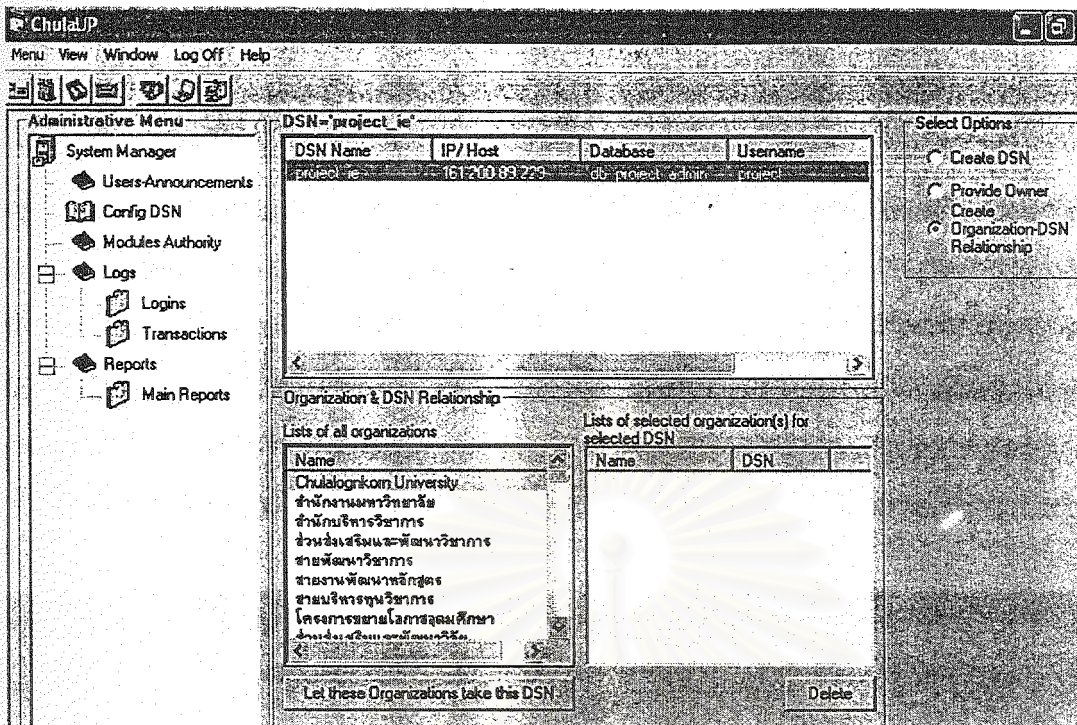 ChulaUP
Menu View Window Log Off Help
Administrative Menu
System Manager
Users-Announcements
Config DSN
Modules Authority
Logs
Logins
Transactions
Reports
Main Reports
DSN='project_ie'
DSN Name IP/Host Database Username
project_ie 161.200.89.229 db_project_admin project
Select Options
Create DSN
Provide Owner
Create
Organization-DSN
Relationship
Organization & DSN Relationship
Lists of all organizations
Name
Chulalognkorn University
สำนักงานมหาวิทยาลัย
สำนักบริหารวิชาการ
ส่วนส่งเสริมและพัฒนาวิชาการ
สายพัฒนาวิชาการ
สายงานพัฒนาหลักสูตร
สายบริหารทุนวิชาการ
โครงการขยายโอกาสอุดมศึกษา
Lists of selected organization(s) for
selected DSN
Name DSN
Let these Organizations take this DSN
Delete